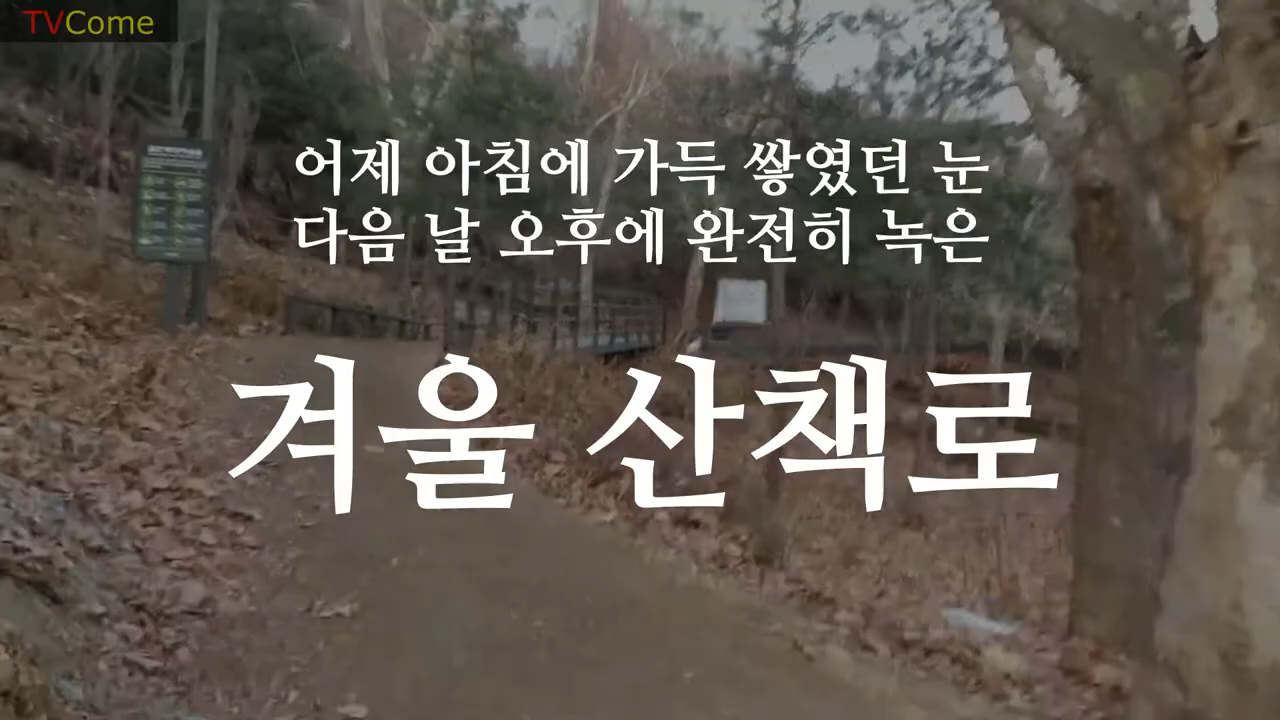 TVCome
어제 아침에 가득 쌓였던 눈
다음 날 오후에 완전히 녹은
겨울 산책로